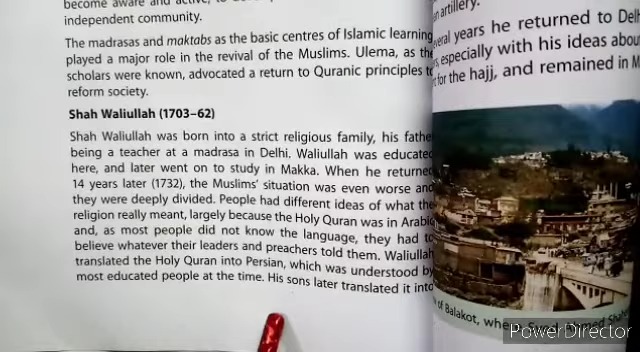 become aware and active, to
independent community.
The madrasas and maktabs as the basic centres of Islamic learning
played a major role in the revival of the Muslims. Ulema, as the
scholars were known, advocated a return to Quranic principles to
reform society.
Shah Waliullah (1703–62)
Shah Waliullah was born into a strict religious family, his fathe
being a teacher at a madrasa in Delhi. Waliullah was educated
here, and later went on to study in Makka. When he returned
14 years later (1732), the Muslims' situation was even worse and
they were deeply divided. People had different ideas of what the
religion really meant, largely because the Holy Quran was in Arabic
and, as most people did not know the language, they had to
believe whatever their leaders and preachers told them. Waliullah
translated the Holy Quran into Persian, which was understood by
most educated people at the time. His sons later translated it into
artillery.
years he returned to Delh
especially with his ideas abou
for the hajj, and remained in M
of Balakot, whe
PowerDirector